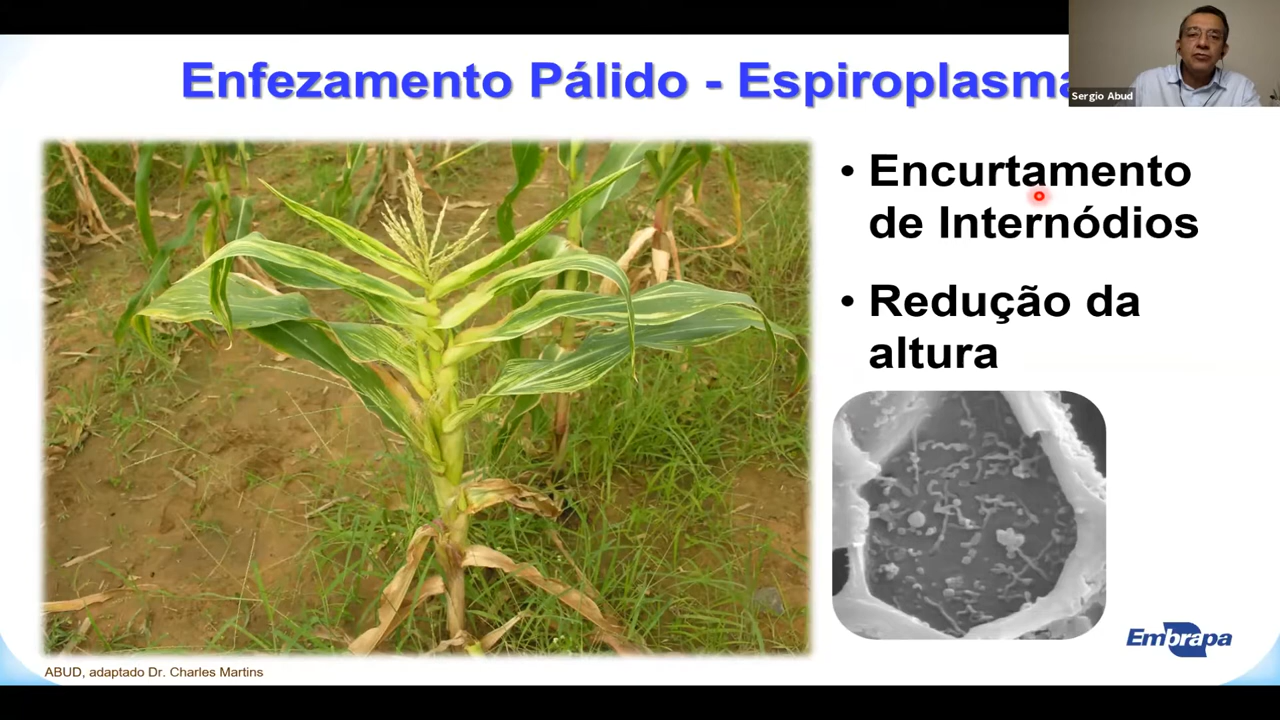 Enfezamento Pálido - Espiroplasma
Sergio Abud
• Encurtamento
de Internódios
• Redução da
altura
Embrapa
ABUD, adaptado Dr. Charles Martins